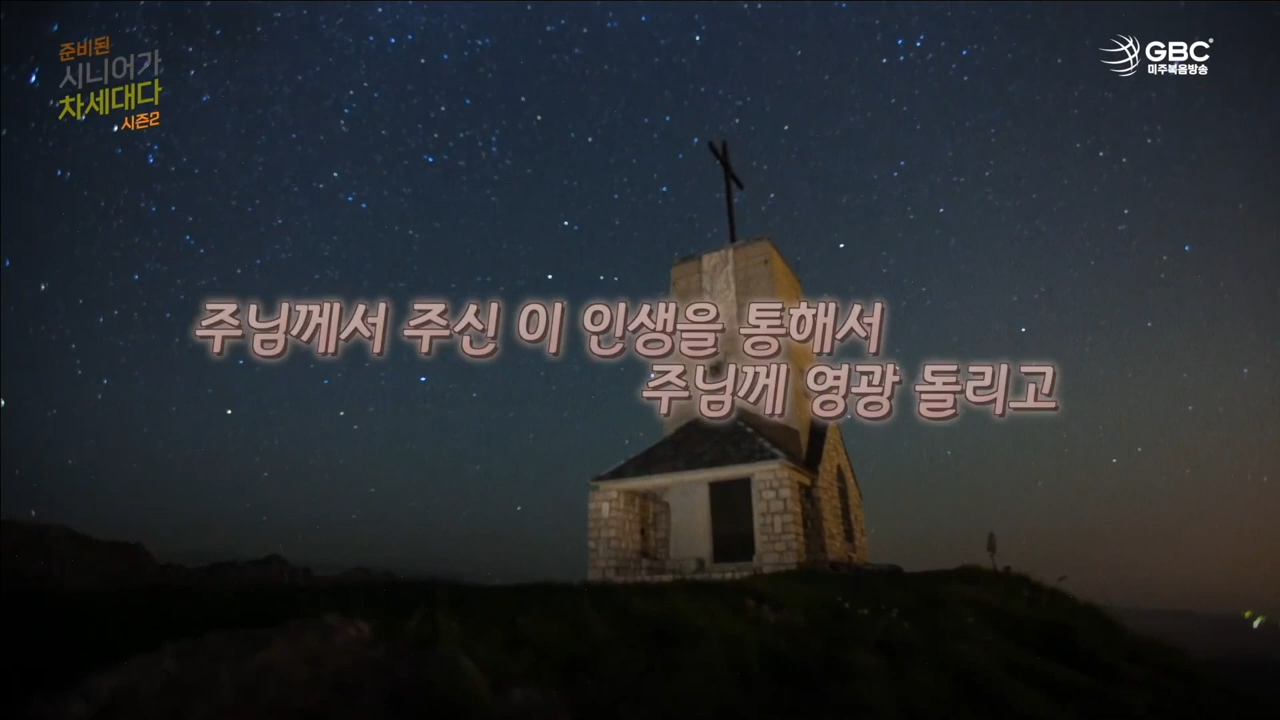 준비된
시니어가
차세대다
시즌2
GBC
미주복음방송
주님께서 주신 이 인생을 통해서
주님께 영광 돌리고